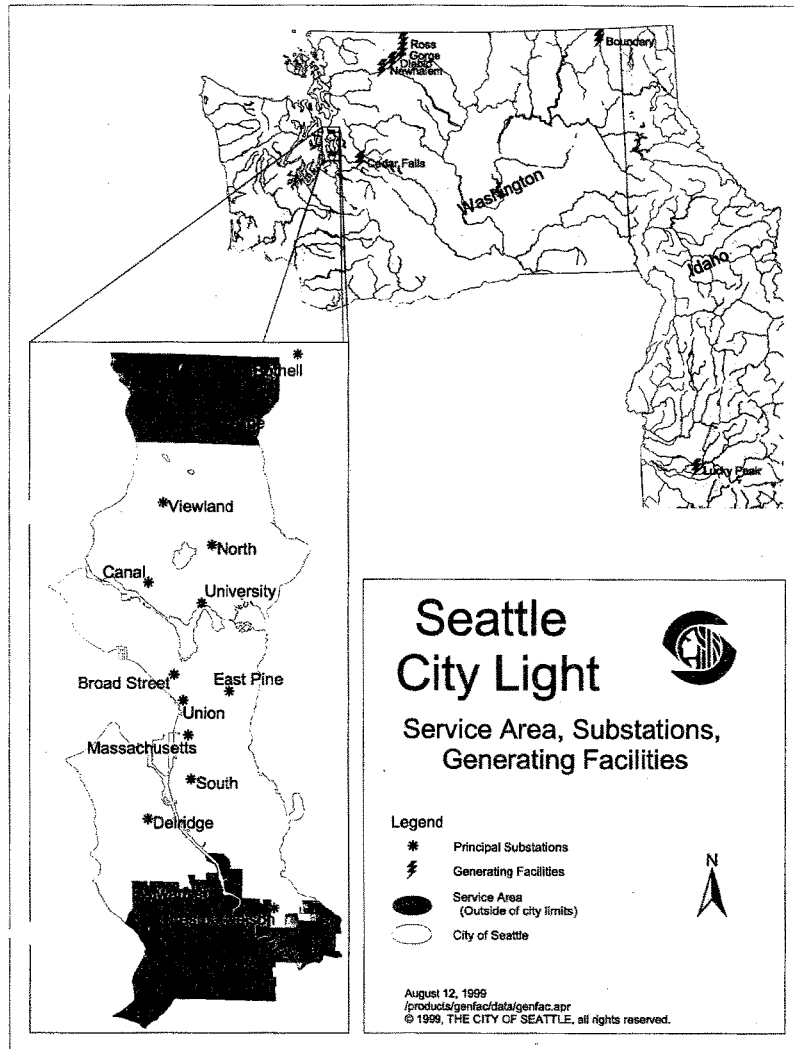 Ross
Gorge
Diablo
Newhalem
Boundary
Cedar Falls
Washington
Idaho
Lucky Peak
Viewland
North
Canal
University
Broad Street
East Pine
Union
Massachusetts
South
Delridge
Seattle
City Light
Service Area, Substations,
Generating Facilities
Legend
Principal Substations
Generating Facilities
Service Area
(Outside of city limits)
City of Seattle
N
August 12, 1999
/products/genfac/data/genfac.apr
© 1999, THE CITY OF SEATTLE, all rights reserved.